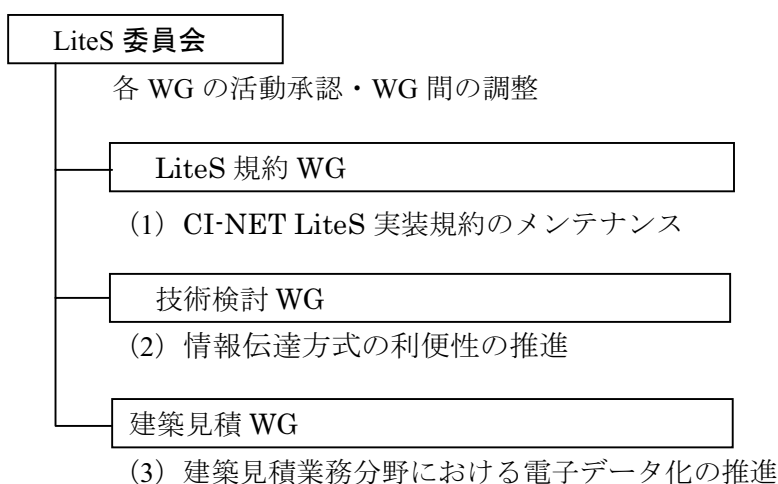 LiteS 委員会
各 WG の活動承認・WG 間の調整
LiteS 規約 WG
(1) CI-NET LiteS 実装規約のメンテナンス
技術検討 WG
(2) 情報伝達方式の利便性の推進
建築見積 WG
(3) 建築見積業務分野における電子データ化の推進